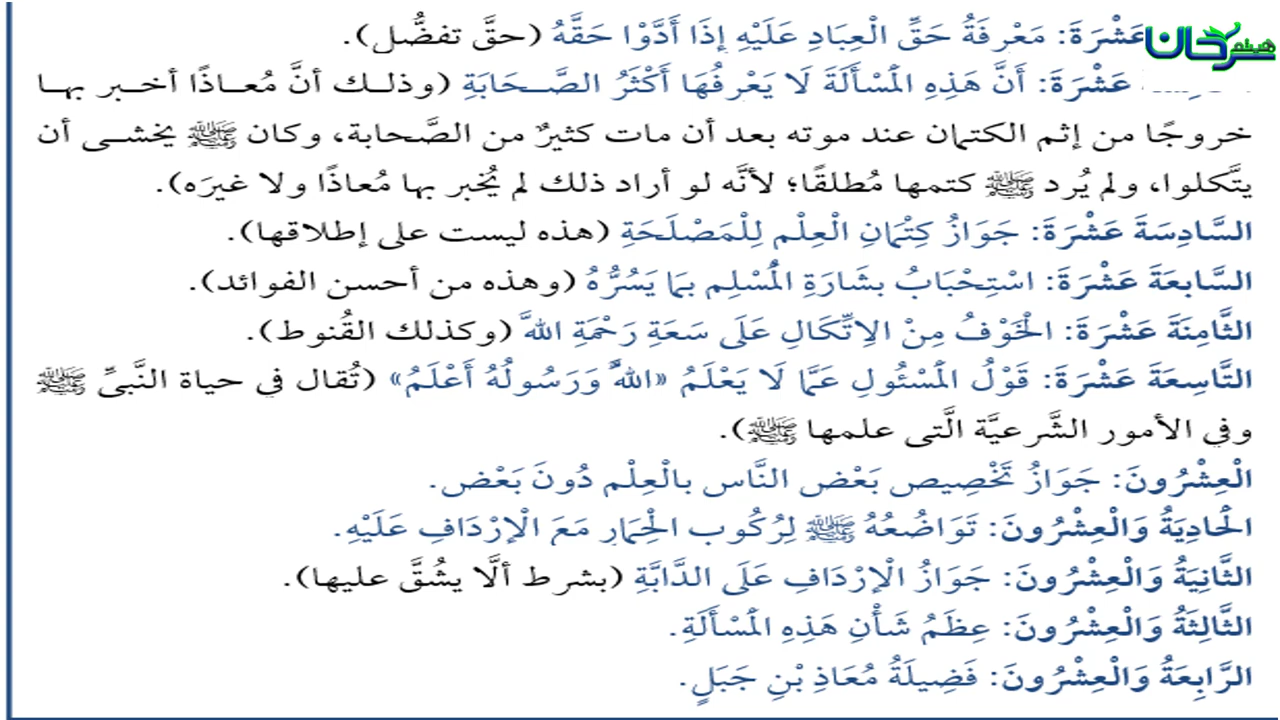 هيثم سرحان
عَشْرَةَ: مَعْرِفَةُ حَقِّ الْعِبَادِ عَلَيْهِ إِذَا أَدَّوْا حَقَّهُ (حقَّ تفضُّل).
عَشْرَةَ: أَنَّ هَذِهِ الْمَسْأَلَةَ لَا يَعْرِفُهَا أَكْثَرُ الصَّحَابَةِ (وذلك أنَّ مُعاذًا أخبر بها
خروجًا من إثم الكتمان عند موته بعد أن مات كثيرٌ من الصَّحابة، وكان ﷺ يخشى أن
يتَّكلوا، ولم يُرد ﷺ كتمها مُطلقًا؛ لأنَّه لو أراد ذلك لم يُخبر بها مُعاذًا ولا غيرَه).
السَّادِسَةَ عَشْرَةَ: جَوَازُ كِتْمَانِ الْعِلْمِ لِلْمَصْلَحَةِ (هذه ليست على إطلاقها).
السَّابِعَةَ عَشْرَةَ: اسْتِحْبَابُ بِشَارَةِ الْمُسْلِمِ بِمَا يَسُرُّهُ (وهذه من أحسن الفوائد).
الثَّامِنَةَ عَشْرَةَ: الْخَوْفُ مِنْ الِاتِّكَالِ عَلَى سَعَةِ رَحْمَةِ اللَّهِ (وكذلك القُنوط).
التَّاسِعَةَ عَشْرَةَ: قَوْلُ الْمَسْئُولِ عَمَّا لَا يَعْلَمُ «اللَّهُ وَرَسُولُهُ أَعْلَمُ» (تُقال في حياة النَّبيِّ ﷺ
وفي الأمور الشَّرعيَّة الَّتي علمها ﷺ).
الْعِشْرُونَ: جَوَازُ تَخْصِيصِ بَعْضِ النَّاسِ بِالْعِلْمِ دُونَ بَعْضٍ.
الْحَادِيَةُ وَالْعِشْرُونَ: تَوَاضُعُهُ ﷺ لِرُكُوبِ الْحِمَارِ مَعَ الْإِرْدَافِ عَلَيْهِ.
الثَّانِيَةُ وَالْعِشْرُونَ: جَوَازُ الْإِرْدَافِ عَلَى الدَّابَّةِ (بشرط ألَّا يشُقَّ عليها).
الثَّالِثَةُ وَالْعِشْرُونَ: عِظَمُ شَأْنِ هَذِهِ الْمَسْأَلَةِ.
الرَّابِعَةُ وَالْعِشْرُونَ: فَضِيلَةُ مُعَاذِ بْنِ جَبَلٍ.